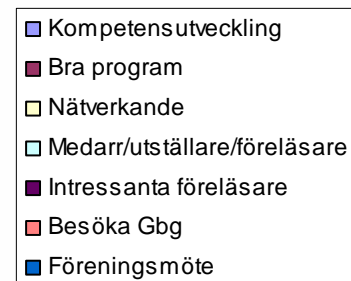 Kompetensutveckling
Bra program
Nätverkande
Medarr/utställare/föreläsare
Intressanta föreläsare
Besöka Gbg
Föreningsmöte